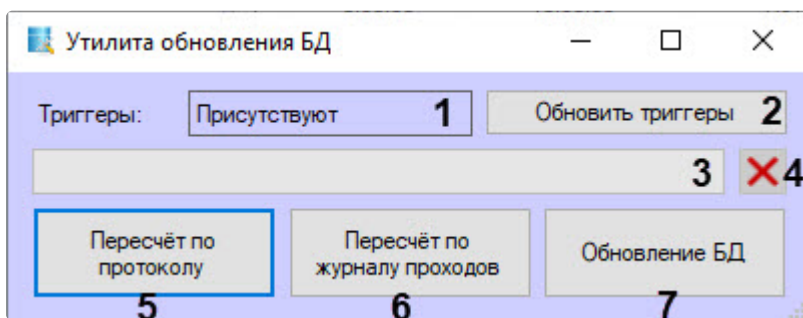 Утилита обновления БД
Триггеры: Присутствуют 1 Обновить триггеры 2
3 4
Пересчёт по
протоколу
5
Пересчёт по
журналу проходов
6
Обновление БД
7